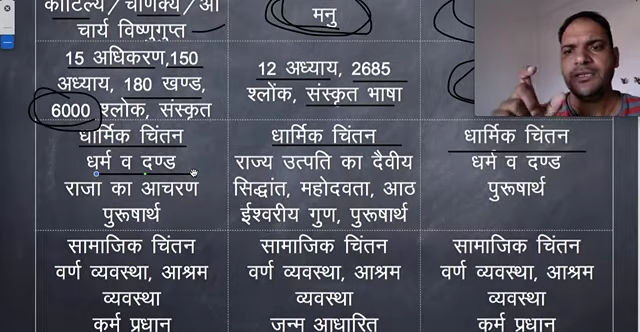 कौटिल्य/चाणक्य/आ
चार्य विष्णुगुप्त
15 अधिकरण,150
अध्याय, 180 खण्ड,
6000 श्लोक, संस्कृत
धार्मिक चिंतन
धर्म व दण्ड
राजा का आचरण
पुरूषार्थ
सामाजिक चिंतन
वर्ण व्यवस्था, आश्रम
व्यवस्था
कर्म प्रधान
मनु
12 अध्याय, 2685
श्लोंक, संस्कृत भाषा
धार्मिक चिंतन
राज्य उत्पति का दैवीय
सिद्घांत, महोदवता, आठ
ईश्वरीय गुण, पुरूषार्थ
सामाजिक चिंतन
वर्ण व्यवस्था, आश्रम
व्यवस्था
जन्म आधारित
धार्मिक चिंतन
धर्म व दण्ड
पुरूषार्थ
सामाजिक चिंतन
वर्ण व्यवस्था, आश्रम
व्यवस्था
कर्म प्रधान